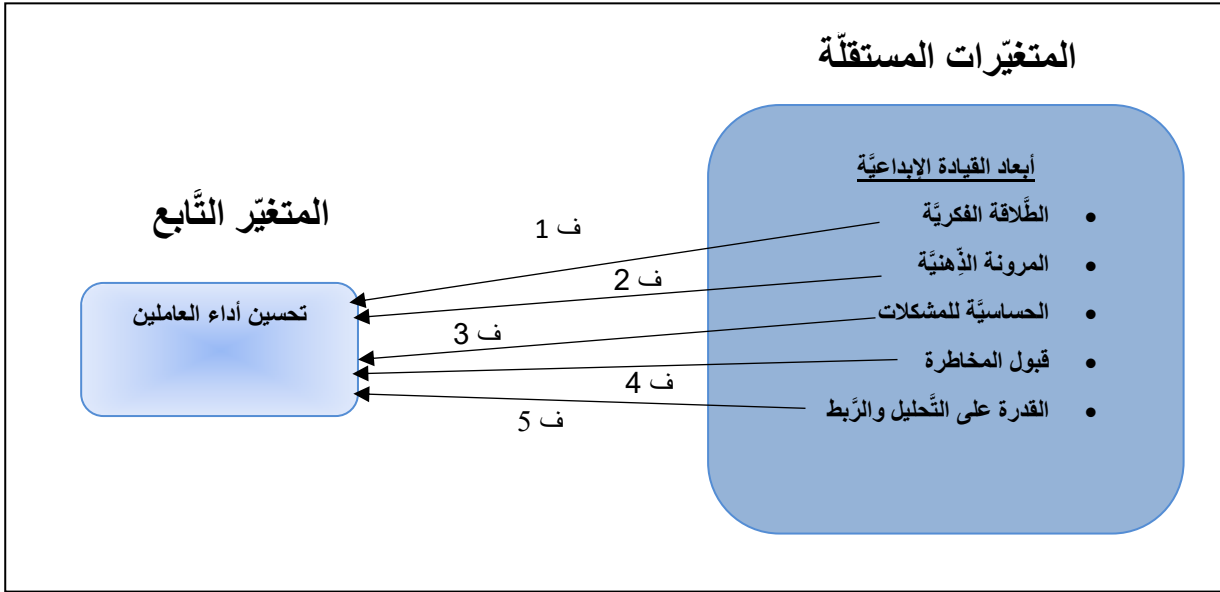 المتغيّرات المستقلّة
أبعاد القيادة الإبداعيَّة
• الطَّلاقة الفكريَّة
• المرونة الذِّهنيَّة
• الحساسيَّة للمشكلات
• قبول المخاطرة
• القدرة على التَّحليل والرَّبط
ف 1
ف 2
ف 3
ف 4
ف 5
المتغيّر التَّابع
تحسين أداء العاملين